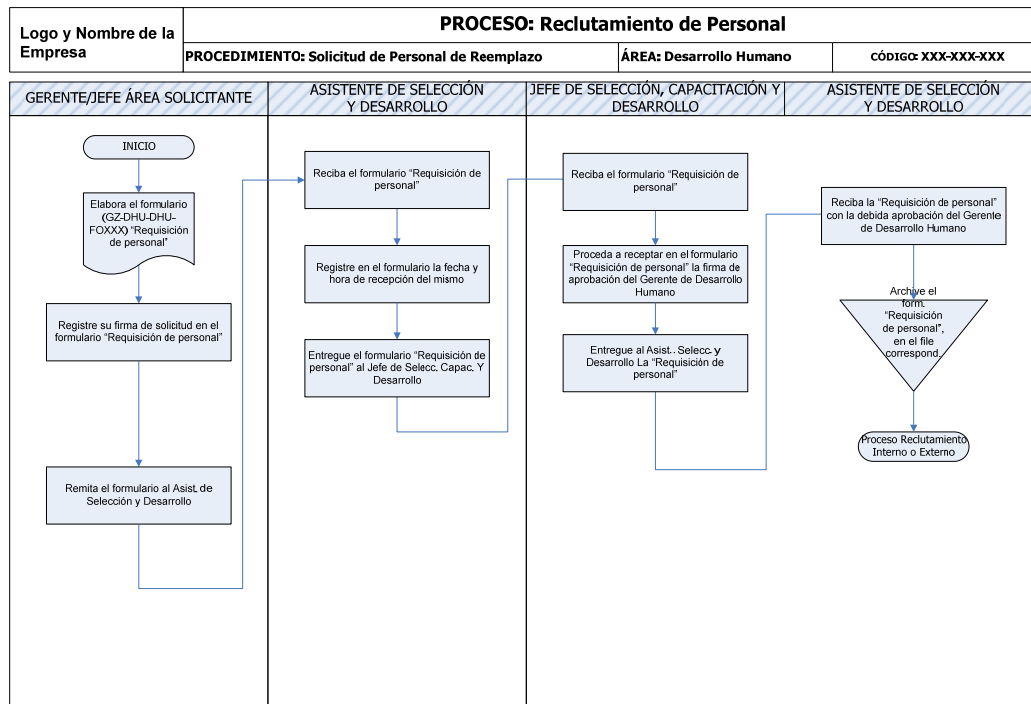 Logo y Nombre de la
Empresa
PROCESO: Reclutamiento de Personal
PROCEDIMIENTO: Solicitud de Personal de Reemplazo
ÁREA: Desarrollo Humano
CÓDIGO: XXX-XXX-XXX
GERENTE/JEFE ÁREA SOLICITANTE
ASISTENTE DE SELECCIÓN
Y DESARROLLO
JEFE DE SELECCIÓN, CAPACITACIÓN Y
DESARROLLO
ASISTENTE DE SELECCIÓN
Y DESARROLLO
INICIO
Elabora el formulario
(GZ-DHU-DHU-
FOXXX) “Requisición
de personal”
Registre su firma de solicitud en el
formulario “Requisición de personal”
Remita el formulario al Asist. de
Selección y Desarrollo
Reciba el formulario “Requisición de
personal”
Registre en el formulario la fecha y
hora de recepción del mismo
Entregue el formulario “Requisición de
personal” al Jefe de Selecc. Capac. Y
Desarrollo
Reciba el formulario “Requisición de
personal”
Proceda a receptar en el formulario
“Requisición de personal” la firma de
aprobación del Gerente de Desarrollo
Humano
Entregue al Asist.. Selecc. y
Desarrollo La “Requisición de
personal”
Reciba la “Requisición de personal”
con la debida aprobación del Gerente
de Desarrollo Humano
Archive el
form.
“Requisición
de personal”,
en el file
correspond.
Proceso Reclutamiento
Interno o Externo